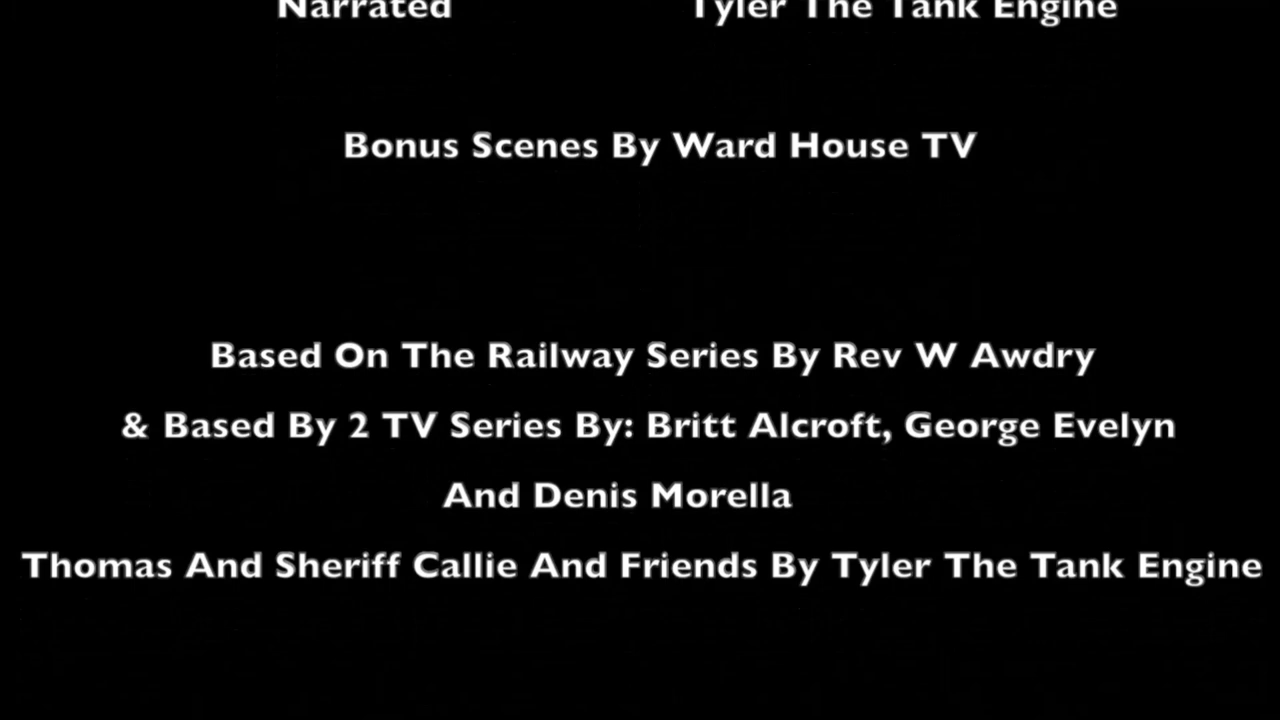 Narrated Tyler The Tank Engine
Bonus Scenes By Ward House TV
Based On The Railway Series By Rev W Awdry
& Based By 2 TV Series By: Britt Alcroft, George Evelyn
And Denis Morella
Thomas And Sheriff Callie And Friends By Tyler The Tank Engine